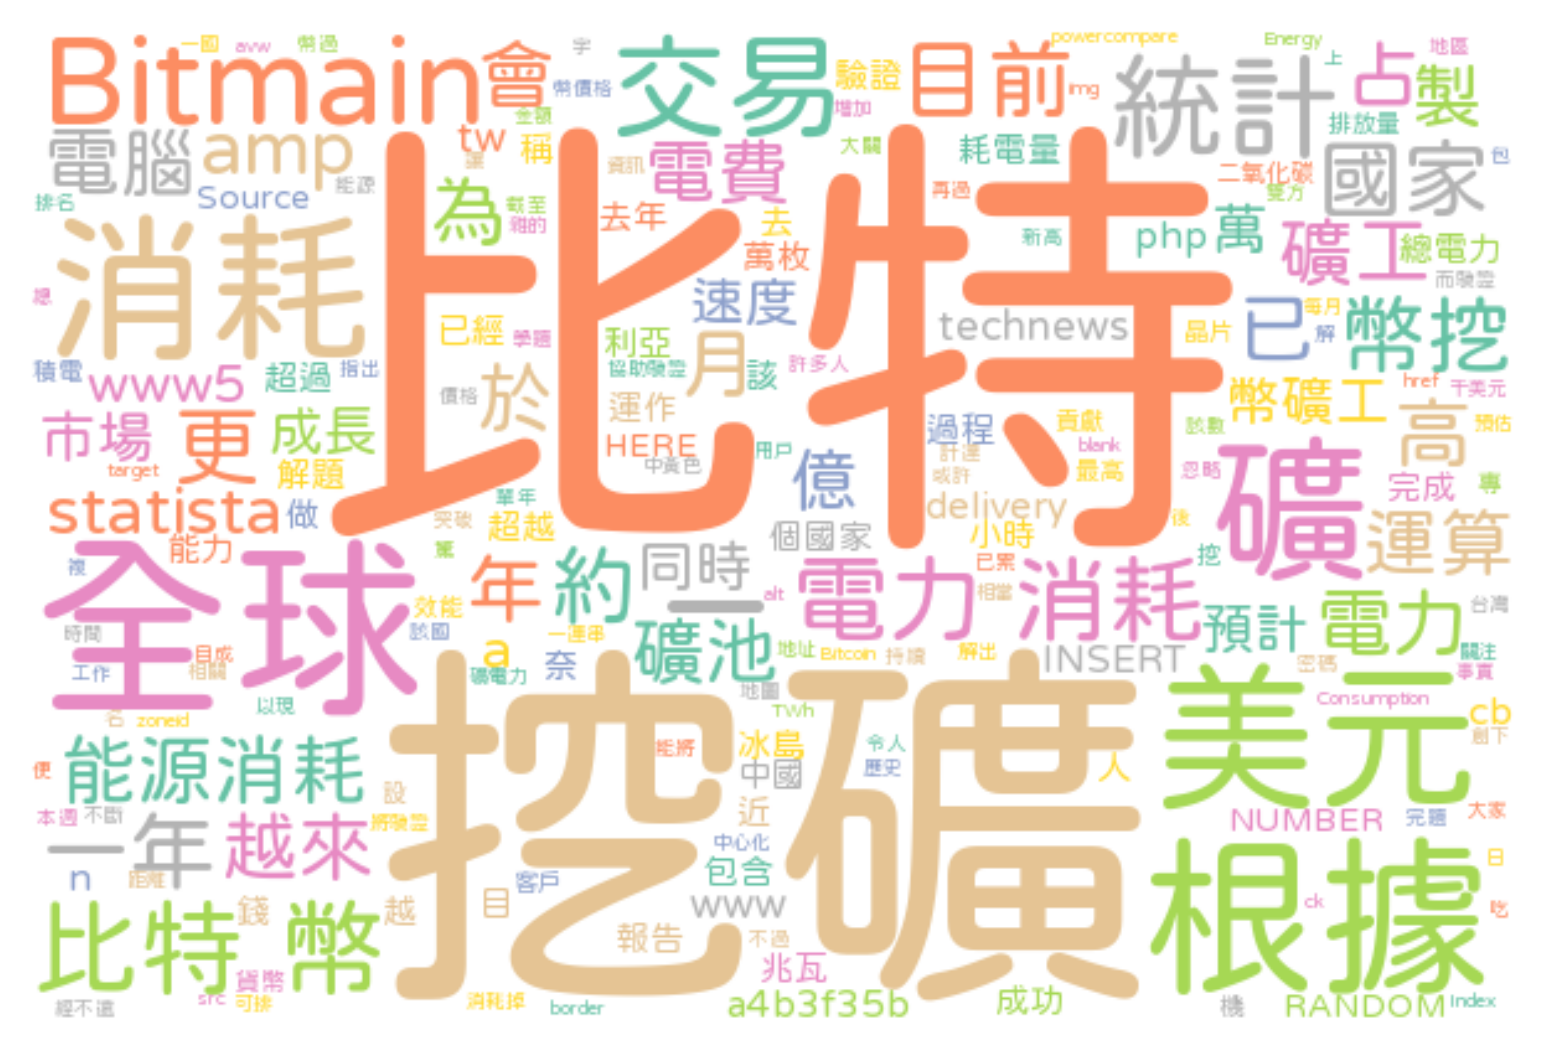 一國 avw 幣過 字 powercompare Energy 上 地區
Bitmain 會 幣價格 交易 驗證 目前 img 統計 占 製
金額 增加 排放量
電腦 amp tw 稱 資訊 電費 大關 耗電量 二氧化碳 國家 包
Source 能源 雙方
排名 為 截至 去年 去 再過 php 萬 礦工 總電力
消耗 雜的 萬枚 新高 而驗證
比特
總 速度 technews 已 每月 幣挖
已經 學題 利亞 月 晶片 解
積電 www5 超過 指出 協助驗證 該 許多人
價格 於 運作 幣礦工 href 千美元
市場 更 成長 HERE 用戶 過程 貢獻 該數 高 預估
target 解題 中黃色 億 計達 blank 最高 忽略
statista 做 單年 或許 delivery 礦 完成 專
能力 突破 超越 個國家 小時 後 運算
全球 複 篤 年 約 同時 電力消耗 已累 挖
效能 一 alt 相當 預計 電力 台灣
時間 目成 該國 一連串 礦池 地址 Bitcoin 持續 解出 INSERT 密碼 關注
工作 相關 a 礦電力 奈 事實
名 zoneid 以現 地圖 TWh Consumption cb
挖礦
能源消耗 能將 冰島 令人 美元 創下
便 中國 歷史 人
本週 不斷 設 近 NUMBER 完題 大家
一年 越來 將驗證 中心化
n 距離 客戶 包含 根據 日
比特幣 錢 越 目 www ck 吃
報告 不過
貨幣 兆瓦
經不遠 src 可排 消耗掉 border a4b3f35b 成功 機 RANDOM Index